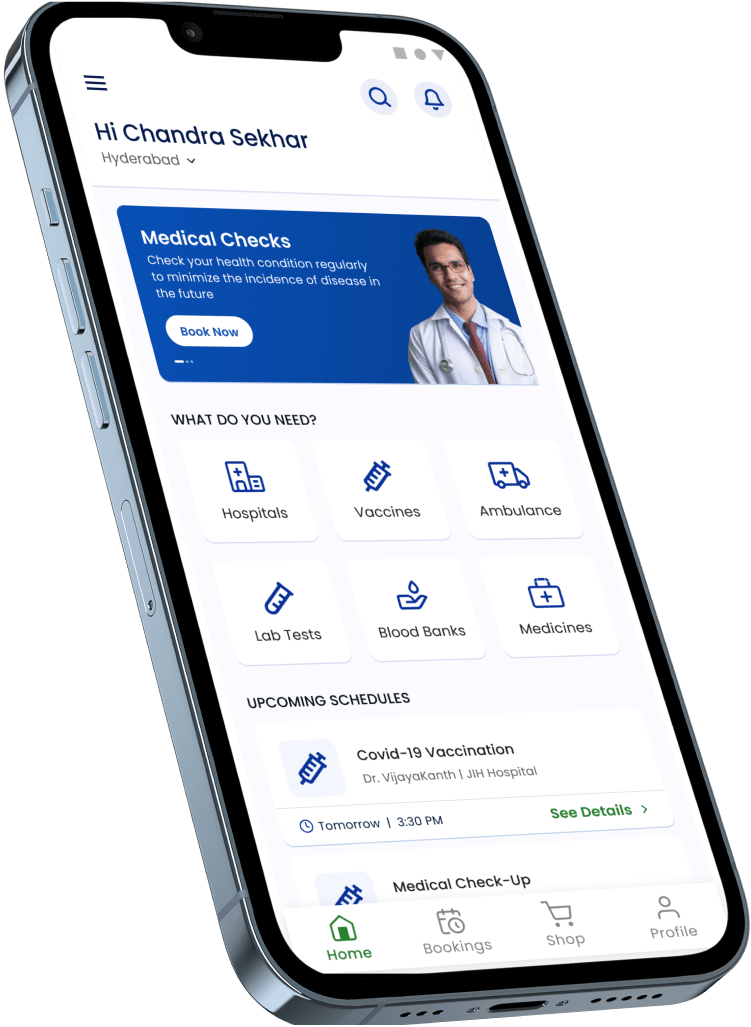 Hi Chandra Sekhar
Hyderabad
Medical Checks
Check your health condition regularly
to minimize the incidence of disease in
the future
Book Now
WHAT DO YOU NEED?
Hospitals
Vaccines
Ambulance
Lab Tests
Blood Banks
Medicines
UPCOMING SCHEDULES
Covid-19 Vaccination
Dr. VijayaKanth | JIH Hospital
Tomorrow | 3:30 PM
See Details
Medical Check-Up
Home
Bookings
Shop
Profile